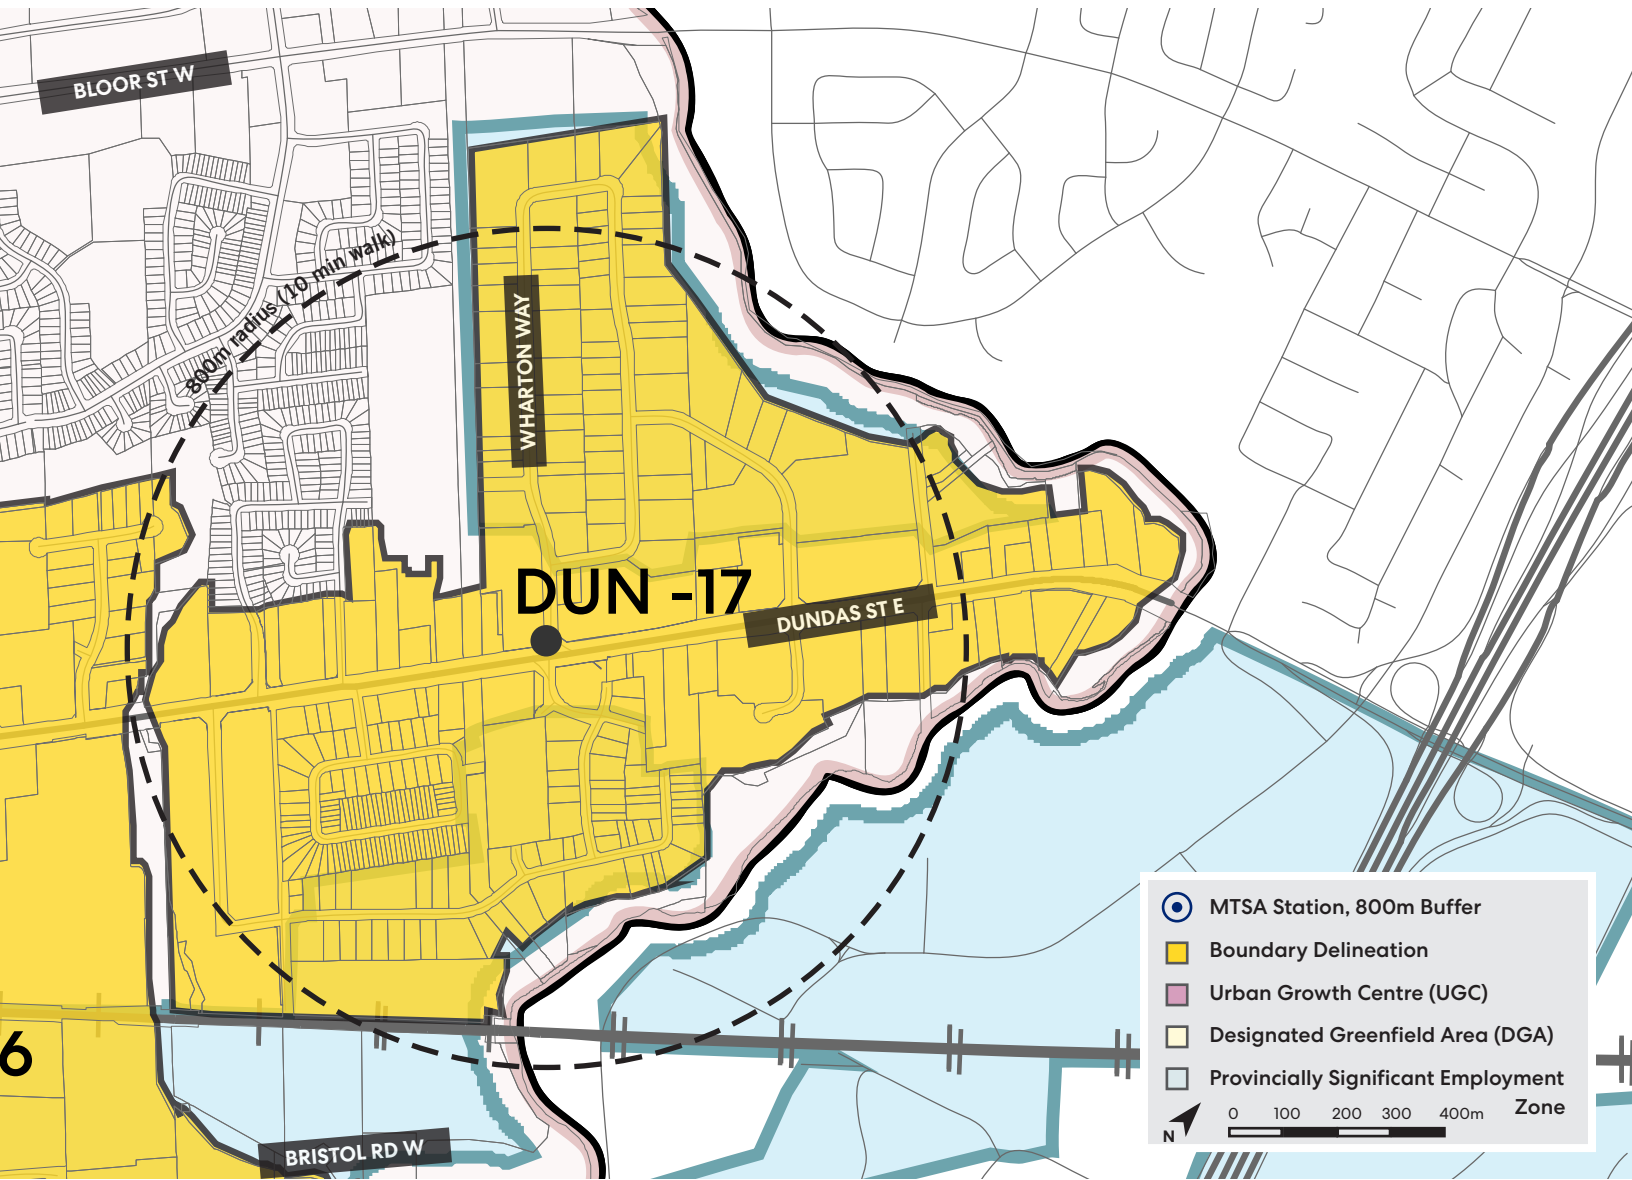 BLOOR ST W
800m radius (10 min walk)
WHARTON WAY
DUN -17
DUNDAS ST E
6
BRISTOL RD W
MTSA Station, 800m Buffer
Boundary Delineation
Urban Growth Centre (UGC)
Designated Greenfield Area (DGA)
Provincially Significant Employment
Zone
N
0 100 200 300 400m